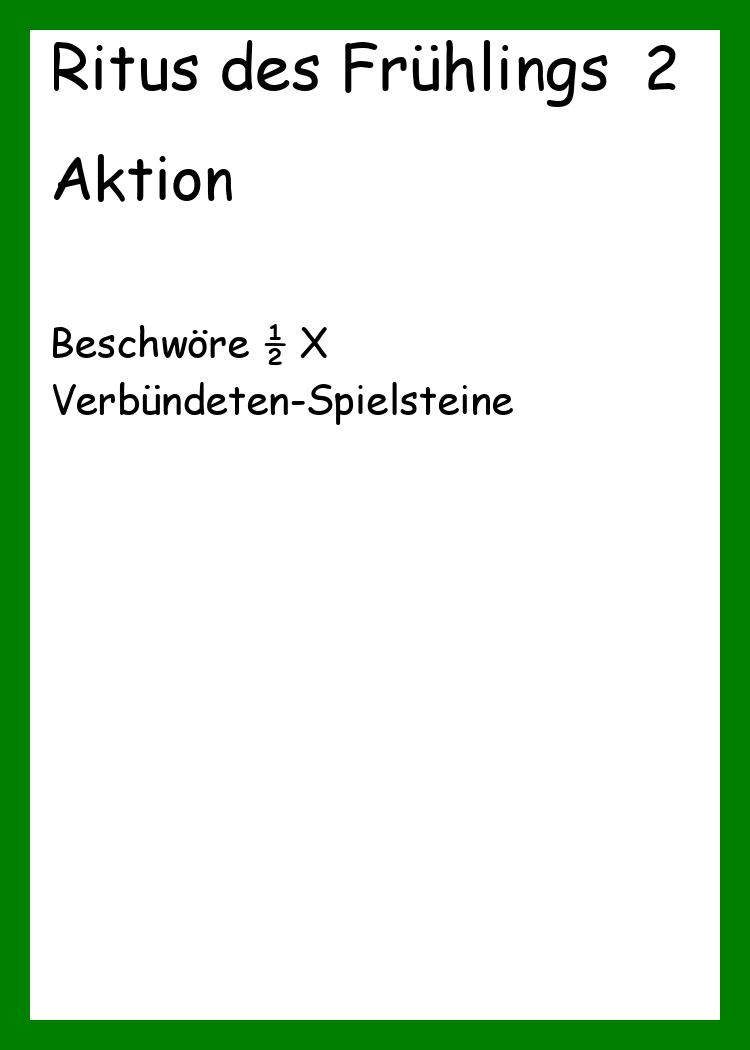 Ritus des Frühlings 2
Aktion
Beschwöre ½ X
Verbündeten-Spielsteine